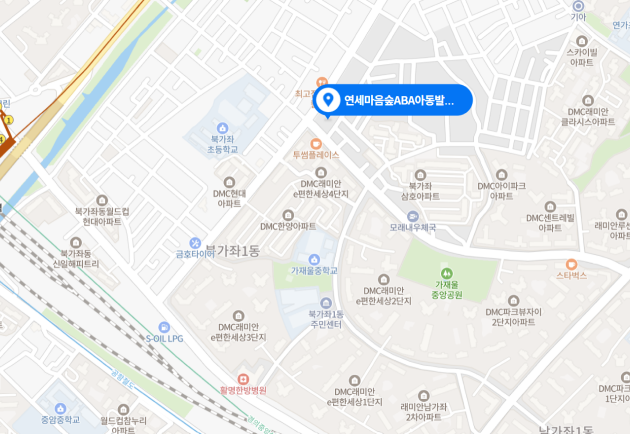 기아
연가
스카이빌
아파트
최고
연세마음숲ABA아동발...
DMC래미안
클라시스아파트
북가좌
초등학교
투썸플레이스
DMC래미안
e편한세상4단지
북가좌
삼호아파트
DMC아이파크
아파트
DMC현대
아파트
북가좌동월드컵
현대아파트
DMC한양아파트
모래내우체국
DMC센트레빌
아파트
래미안루센
아파
북가좌동
신일해피트리
금호타이어
북가좌1동
가재울중학교
가재울
중앙공원
스타벅스
DMC래미안
e편한세상2단지
북가좌1동
주민센터
DMC파크뷰자이
2단지아파트
DMC래미안
e편한세상3단지
S-OIL LPG
공항철도
활명한방병원
DMC래미안
e편한세상1단지
DMC파
1단지아
래미안남가좌
2차아파트
중앙중학교
월드컵참누리
아파트
남가좌1동